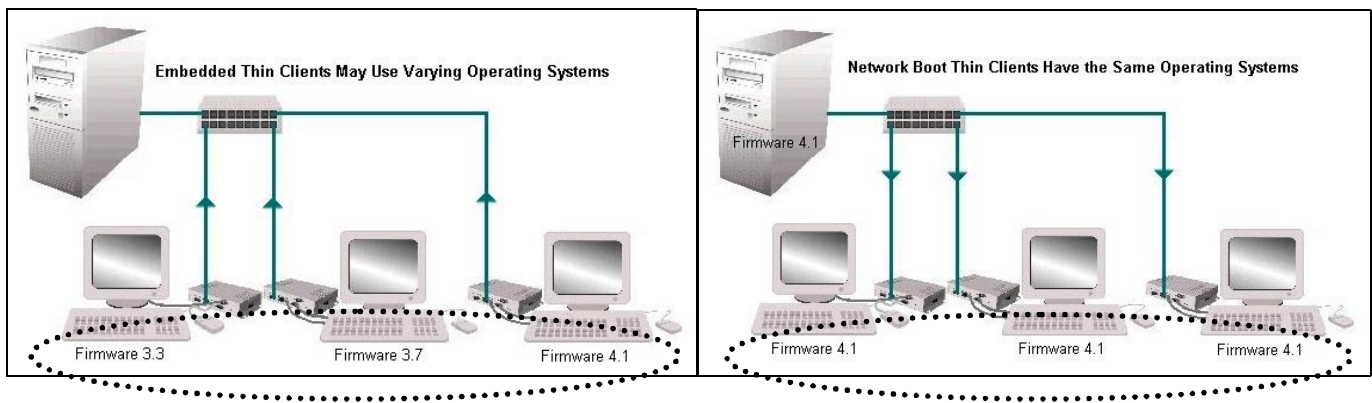 Embedded Thin Clients May Use Varying Operating Systems
Firmware 3.3
Firmware 3.7
Firmware 4.1
Network Boot Thin Clients Have the Same Operating Systems
Firmware 4.1
Firmware 4.1
Firmware 4.1
Firmware 4.1